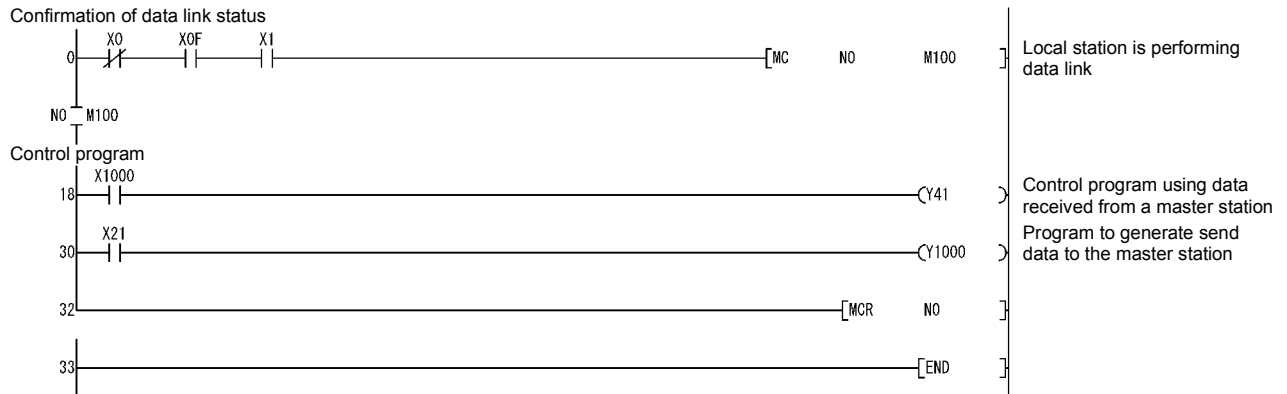 Confirmation of data link status
X0 X0F X1
0 MC N0 M100 Local station is performing
data link
N0 M100
Control program
X1000
18 Y41 Control program using data
received from a master station
X21 Program to generate send
30 Y1000 data to the master station
32 MCR N0
33 END